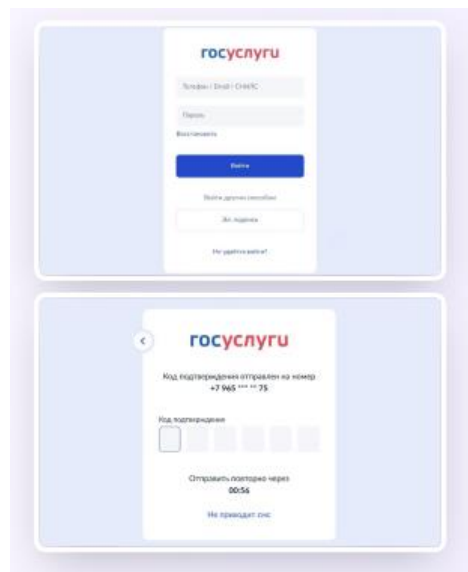 госуслуги
Телефон / Email / СНИЛС
Пароль
Восстановить
Войти
Войти другим способом
Эл. подпись
Не удаётся войти?
госуслуги
Код подтверждения отправлен на номер
+7 965 *** ** 75
Код подтверждения
Отправить повторно через
00:56
Не приходит смс